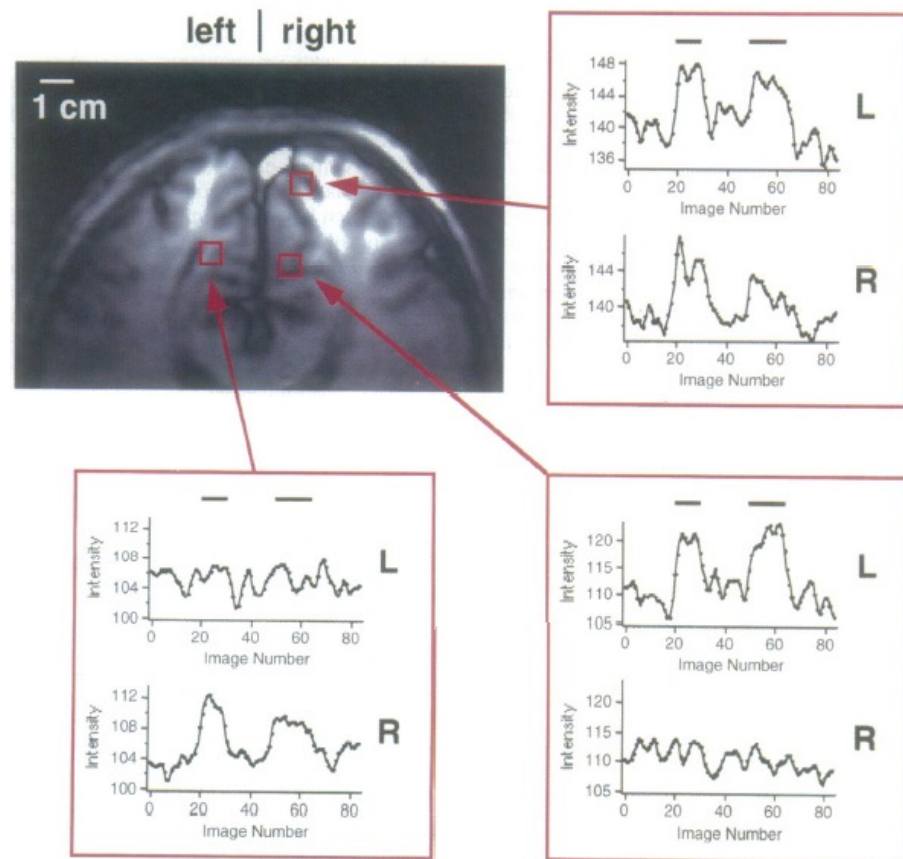 left | right
1 cm
L
Intensity
148
144
140
136
0 20 40 60 80
Image Number
R
Intensity
144
140
0 20 40 60 80
Image Number
L
Intensity
112
108
104
100
0 20 40 60 80
Image Number
R
Intensity
112
108
104
100
0 20 40 60 80
Image Number
L
Intensity
120
115
110
105
0 20 40 60 80
Image Number
R
Intensity
120
115
110
105
0 20 40 60 80
Image Number